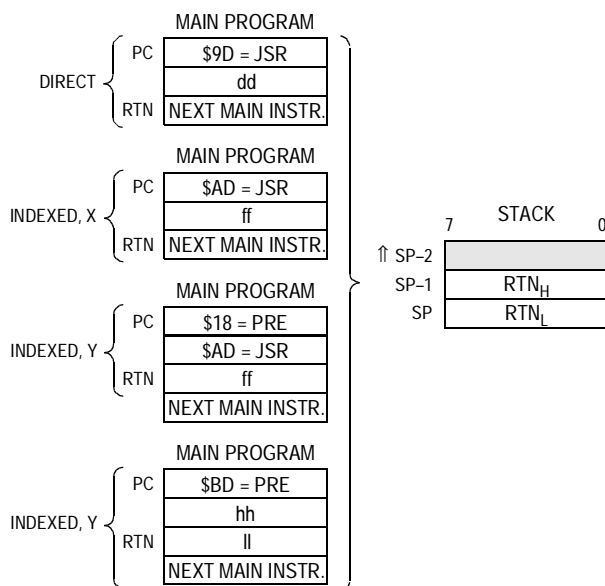 MAIN PROGRAM
PC $9D = JSR
DIRECT dd
RTN NEXT MAIN INSTR.
MAIN PROGRAM
PC $AD = JSR
INDEXED, X ff
RTN NEXT MAIN INSTR.
MAIN PROGRAM
PC $18 = PRE
INDEXED, Y $AD = JSR
RTN ff
NEXT MAIN INSTR.
MAIN PROGRAM
PC $BD = PRE
INDEXED, Y hh
RTN ll
NEXT MAIN INSTR.
7 STACK 0
⇑ SP–2
SP–1 RTNH
SP RTNL